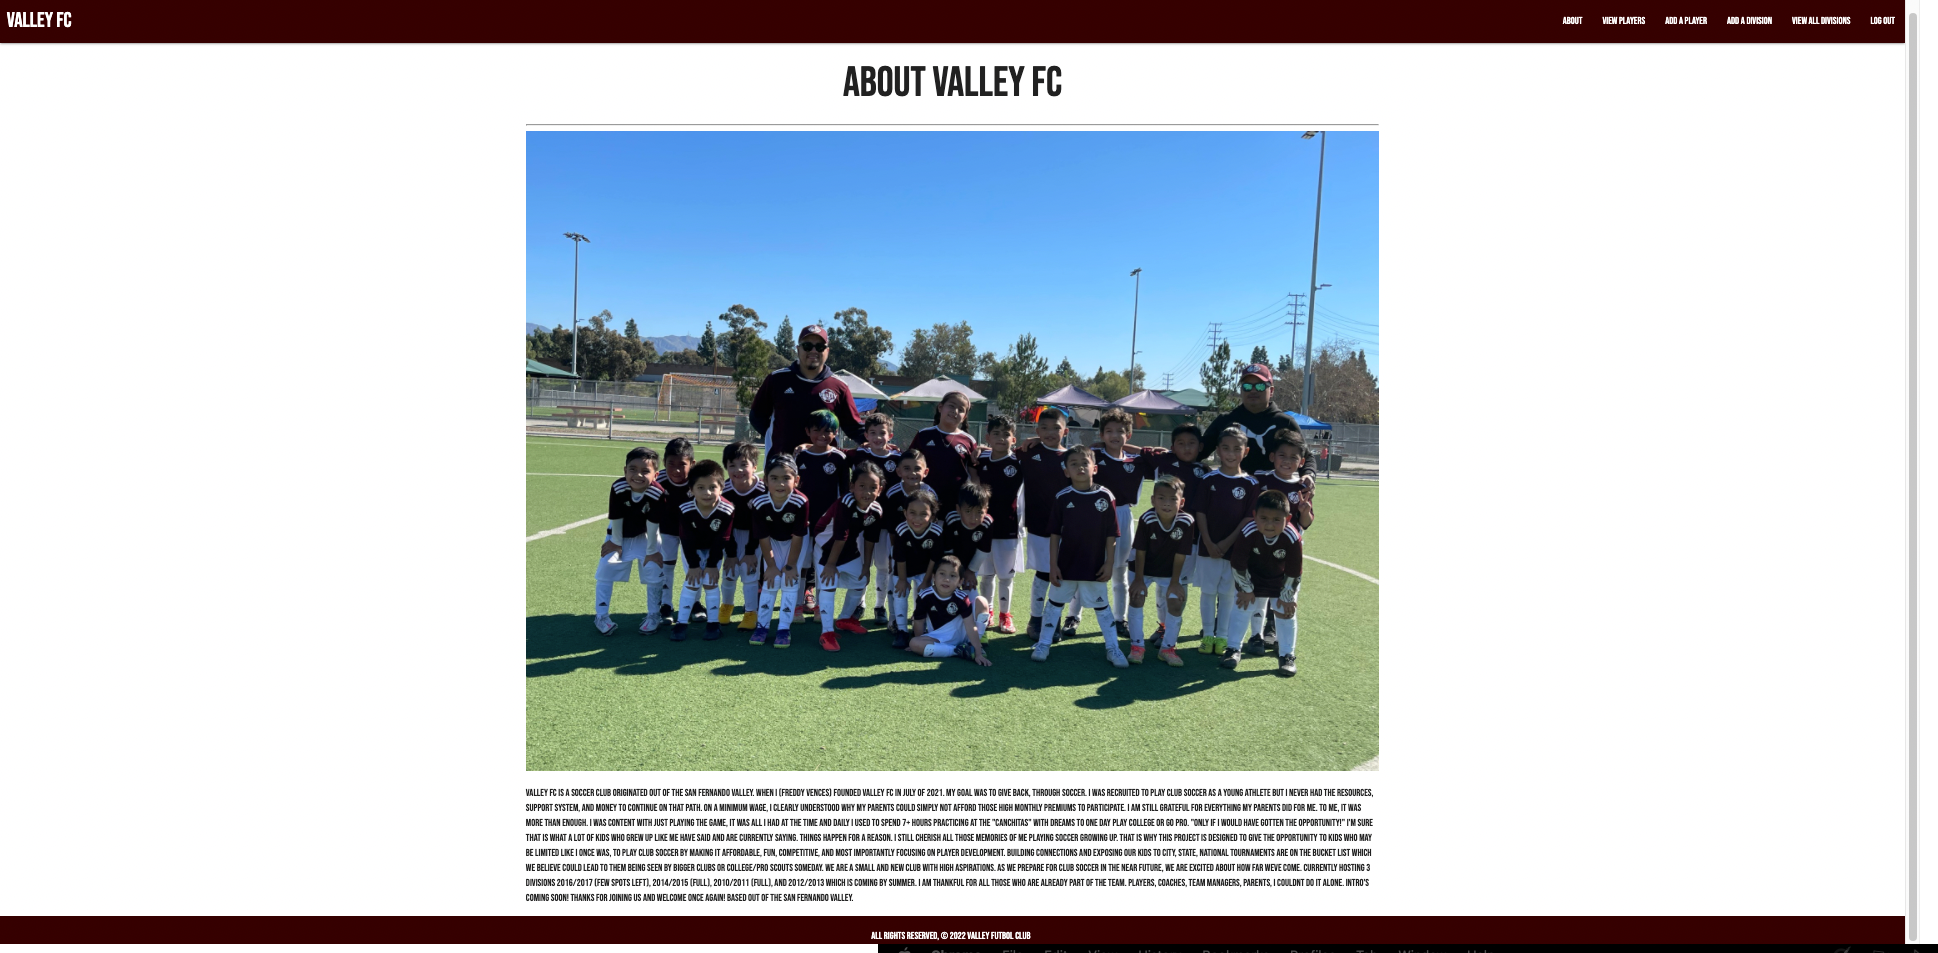 VALLEY FC
ABOUT VIEW PLAYERS ADD A PLAYER ADD A DIVISION VIEW ALL DIVISIONS LOG OUT
ABOUT VALLEY FC
VALLEY FC IS A SOCCER CLUB ORIGINATED OUT OF THE SAN FERNANDO VALLEY. WHEN I (FREDDY VENCES) FOUNDED VALLEY FC IN JULY OF 2021. MY GOAL WAS TO GIVE BACK, THROUGH SOCCER. I WAS RECRUITED TO PLAY CLUB SOCCER AS A YOUNG ATHLETE BUT I NEVER HAD THE RESOURCES,
SUPPORT SYSTEM, AND MONEY TO CONTINUE ON THAT PATH. ON A MINIMUM WAGE, I CLEARLY UNDERSTOOD WHY MY PARENTS COULD SIMPLY NOT AFFORD THOSE HIGH MONTHLY PREMIUMS TO PARTICIPATE. I AM STILL GRATEFUL FOR EVERYTHING MY PARENTS DID FOR ME. TO ME, IT WAS
MORE THAN ENOUGH. I WAS CONTENT WITH JUST PLAYING THE GAME, IT WAS ALL I HAD AT THE TIME AND DAILY I USED TO SPEND 7+ HOURS PRACTICING AT THE "CANCHITAS" WITH DREAMS TO ONE DAY PLAY COLLEGE OR GO PRO. "ONLY IF I WOULD HAVE GOTTEN THE OPPORTUNITY!" I'M SURE
THAT IS WHAT A LOT OF KIDS WHO GREW UP LIKE ME HAVE SAID AND ARE CURRENTLY SAYING. THINGS HAPPEN FOR A REASON. I STILL CHERISH ALL THOSE MEMORIES OF ME PLAYING SOCCER GROWING UP. THAT IS WHY THIS PROJECT IS DESIGNED TO GIVE THE OPPORTUNITY TO KIDS WHO MAY
BE LIMITED LIKE I ONCE WAS, TO PLAY CLUB SOCCER BY MAKING IT AFFORDABLE, FUN, COMPETITIVE, AND MOST IMPORTANTLY FOCUSING ON PLAYER DEVELOPMENT. BUILDING CONNECTIONS AND EXPOSING OUR KIDS TO CITY, STATE, NATIONAL TOURNAMENTS ARE ON THE BUCKET LIST WHICH
WE BELIEVE COULD LEAD TO THEM BEING SEEN BY BIGGER CLUBS OR COLLEGE/PRO SCOUTS SOMEDAY. WE ARE A SMALL AND NEW CLUB WITH HIGH ASPIRATIONS. AS WE PREPARE FOR CLUB SOCCER IN THE NEAR FUTURE, WE ARE EXCITED ABOUT HOW FAR WEVE COME. CURRENTLY HOSTING 3
DIVISIONS 2016/2017 (FEW SPOTS LEFT), 2014/2015 (FULL), 2010/2011 (FULL), AND 2012/2013 WHICH IS COMING BY SUMMER. I AM THANKFUL FOR ALL THOSE WHO ARE ALREADY PART OF THE TEAM. PLAYERS, COACHES, TEAM MANAGERS, PARENTS, I COULDNT DO IT ALONE. INTRO'S
COMING SOON! THANKS FOR JOINING US AND WELCOME ONCE AGAIN! BASED OUT OF THE SAN FERNANDO VALLEY.
ALL RIGHTS RESERVED, © 2022 VALLEY FUTBOL CLUB